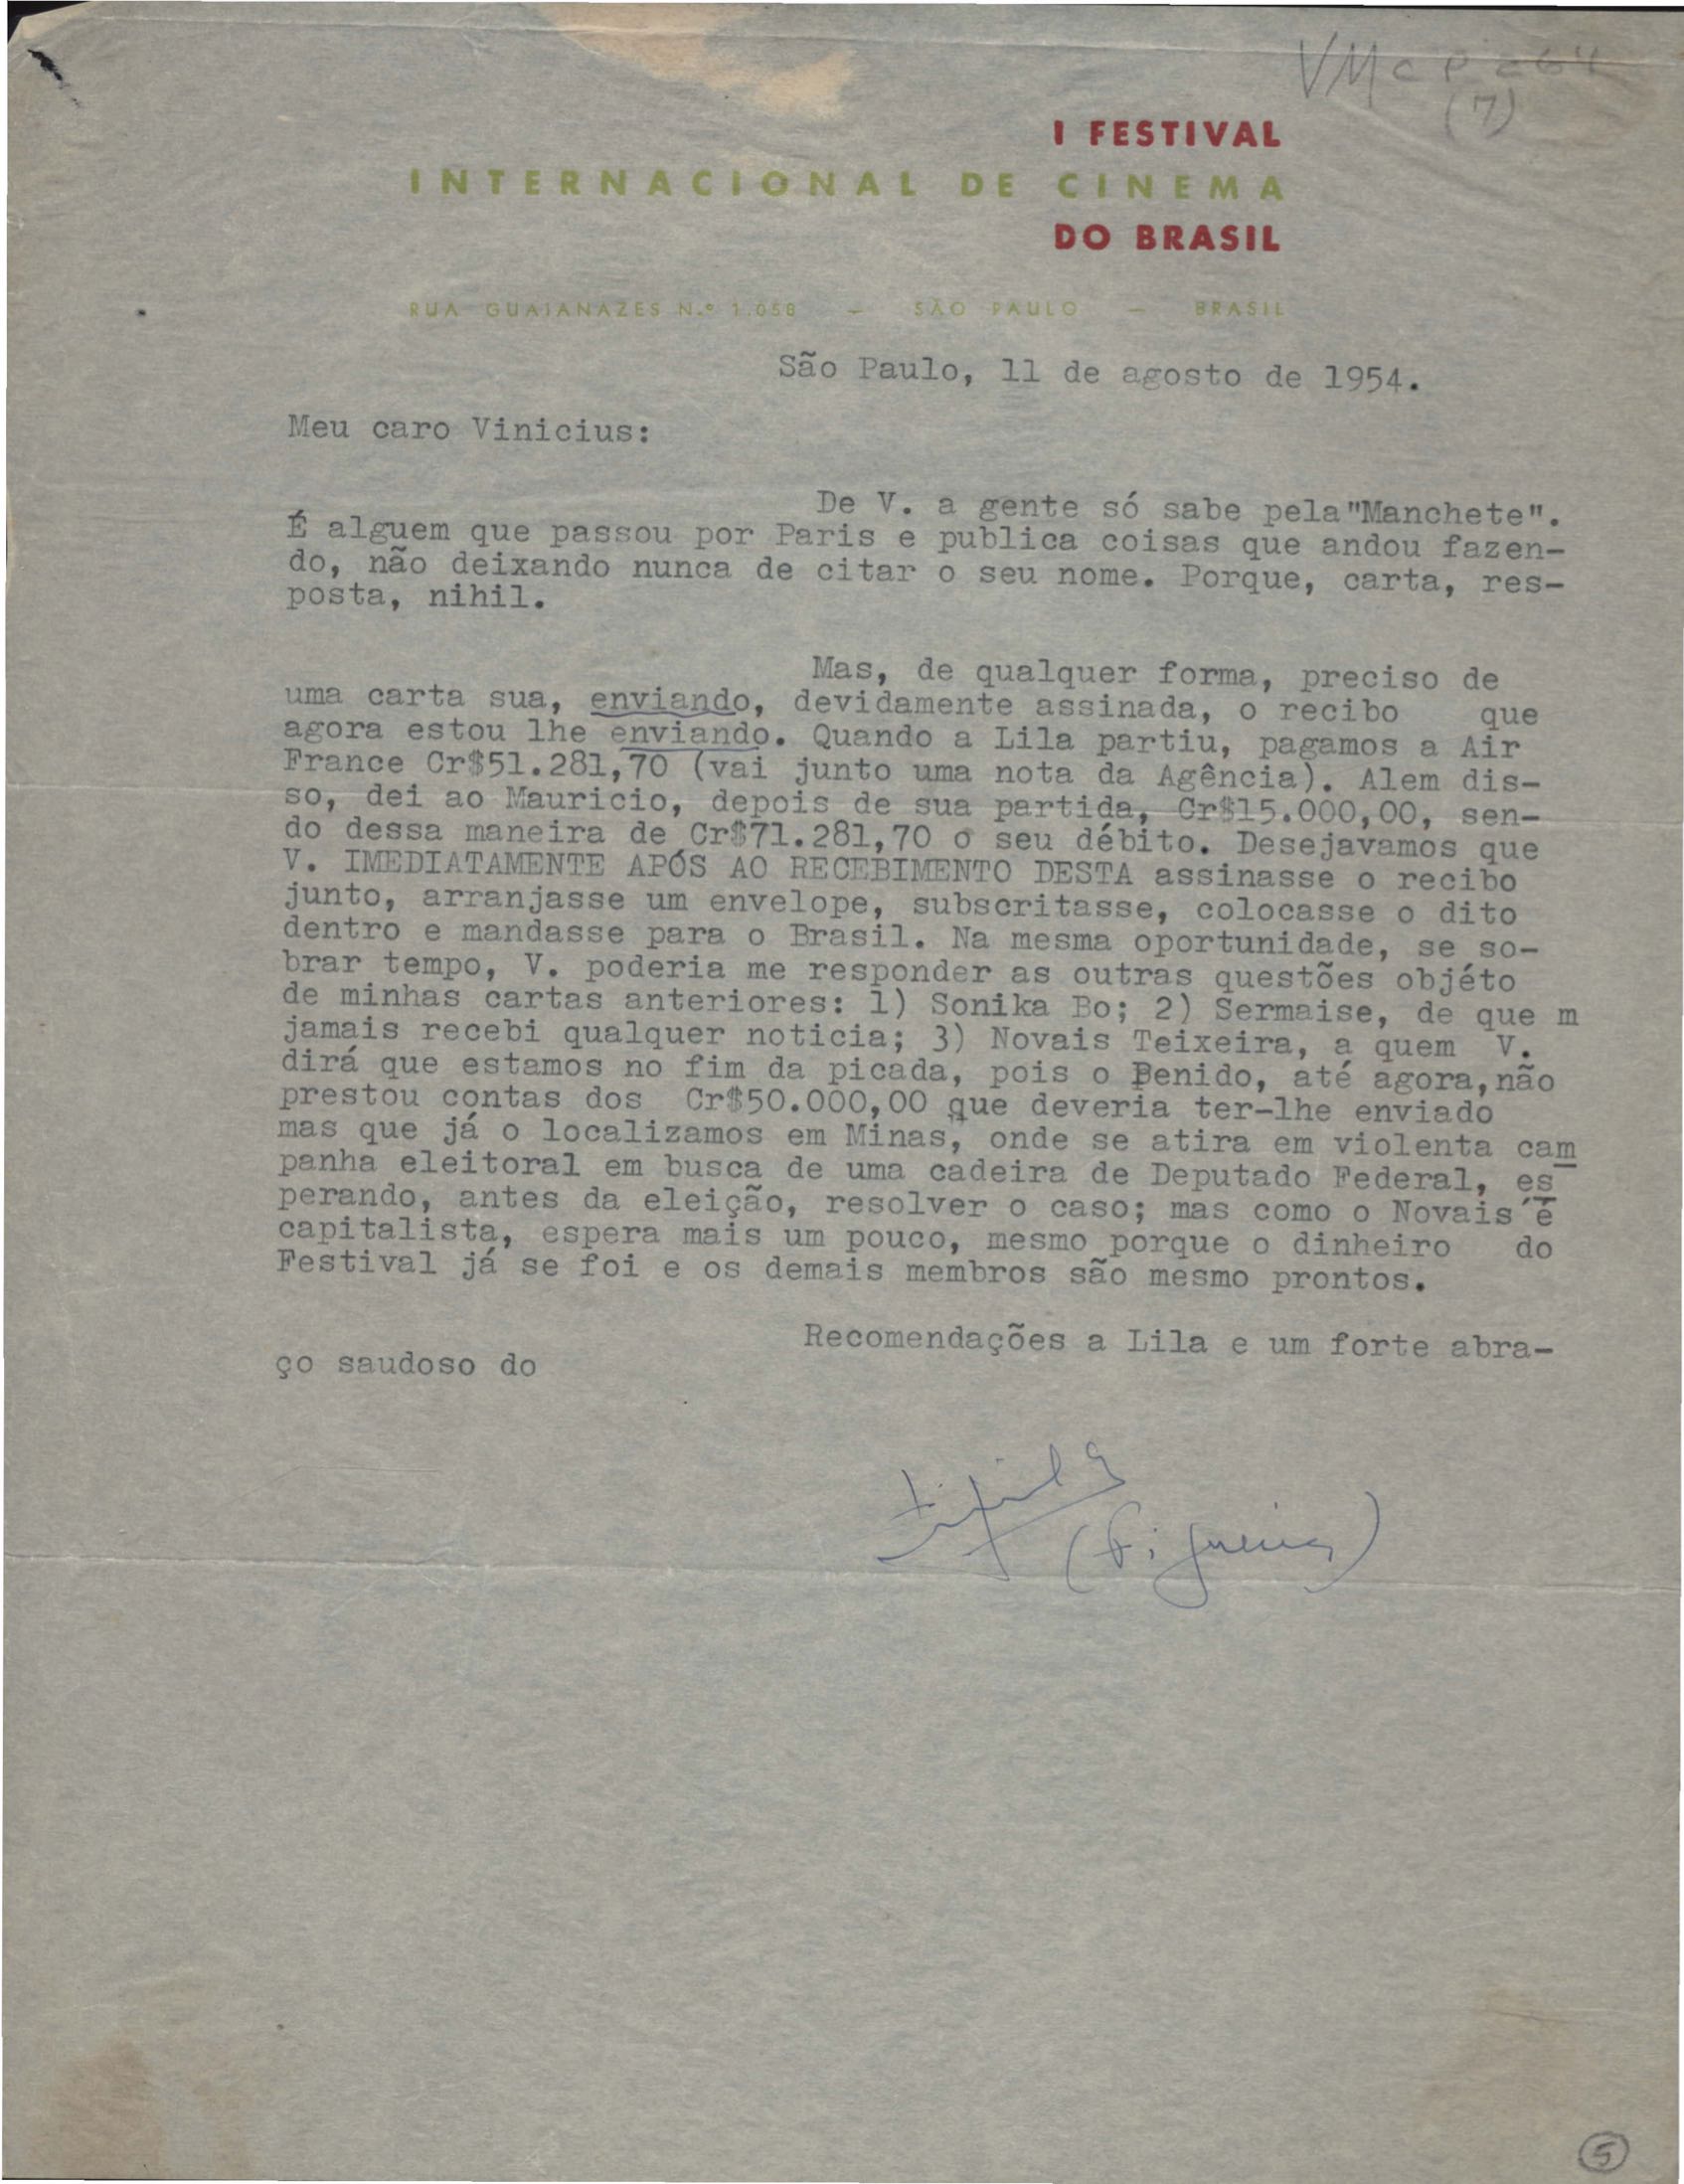 (7)
I FESTIVAL
INTERNACIONAL DE CINEMA
DO BRASIL
RUA GUAIANAZES N.º 1.058 — SÃO PAULO — BRASIL
São Paulo, 11 de agosto de 1954.
Meu caro Vinicius:
De V. a gente só sabe pela"Manchete".
É alguem que passou por Paris e publica coisas que andou fazen-
do, não deixando nunca de citar o seu nome. Porque, carta, res-
posta, nihil.
Mas, de qualquer forma, preciso de
uma carta sua, enviando, devidamente assinada, o recibo que
agora estou lhe enviando. Quando a Lila partiu, pagamos a Air
France Cr$51.281,70 (vai junto uma nota da Agência). Alem dis-
so, dei ao Mauricio, depois de sua partida, Cr$15.000,00, sen-
do dessa maneira de Cr$71.281,70 o seu débito. Desejavamos que
V. IMEDIATAMENTE APÓS AO RECEBIMENTO DESTA assinasse o recibo
junto, arranjasse um envelope, subscritasse, colocasse o dito
dentro e mandasse para o Brasil. Na mesma oportunidade, se so-
brar tempo, V. poderia me responder as outras questões objéto
de minhas cartas anteriores: 1) Sonika Bo; 2) Sermaise, de que m
jamais recebi qualquer noticia; 3) Novais Teixeira, a quem V.
dirá que estamos no fim da picada, pois o Benido, até agora,não
prestou contas dos Cr$50.000,00 que deveria ter-lhe enviado
mas que já o localizamos em Minas, onde se atira em violenta cam
panha eleitoral em busca de uma cadeira de Deputado Federal, es
perando, antes da eleição, resolver o caso; mas como o Novais é
capitalista, espera mais um pouco, mesmo porque o dinheiro do
Festival já se foi e os demais membros são mesmo prontos.
Recomendações a Lila e um forte abra-
ço saudoso do
5